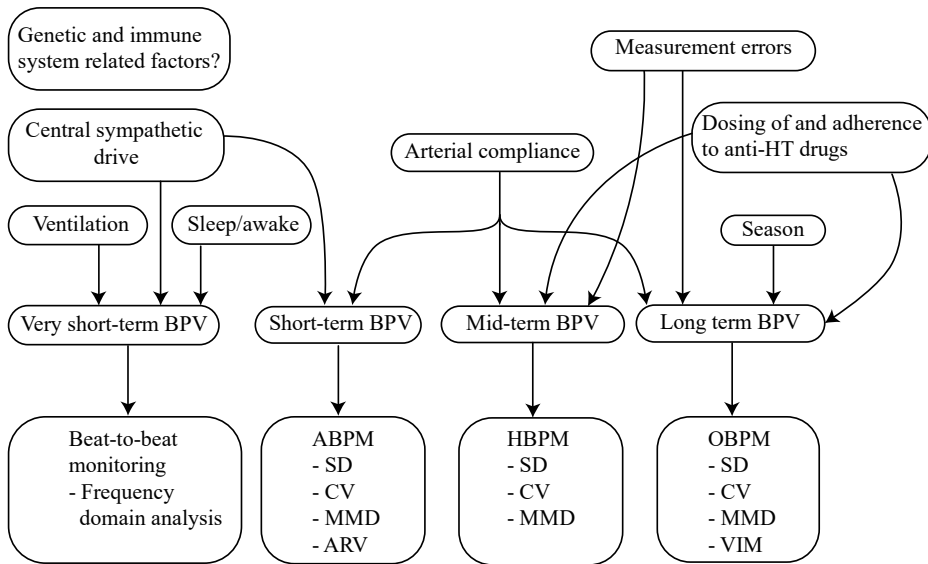 Genetic and immune
system related factors?
Measurement errors
Central sympathetic
drive
Arterial compliance
Dosing of and adherence
to anti-HT drugs
Ventilation
Sleep/awake
Season
Very short-term BPV
Short-term BPV
Mid-term BPV
Long term BPV
Beat-to-beat
monitoring
- Frequency
domain analysis
ABPM
- SD
- CV
- MMD
- ARV
HBPM
- SD
- CV
- MMD
OBPM
- SD
- CV
- MMD
- VIM